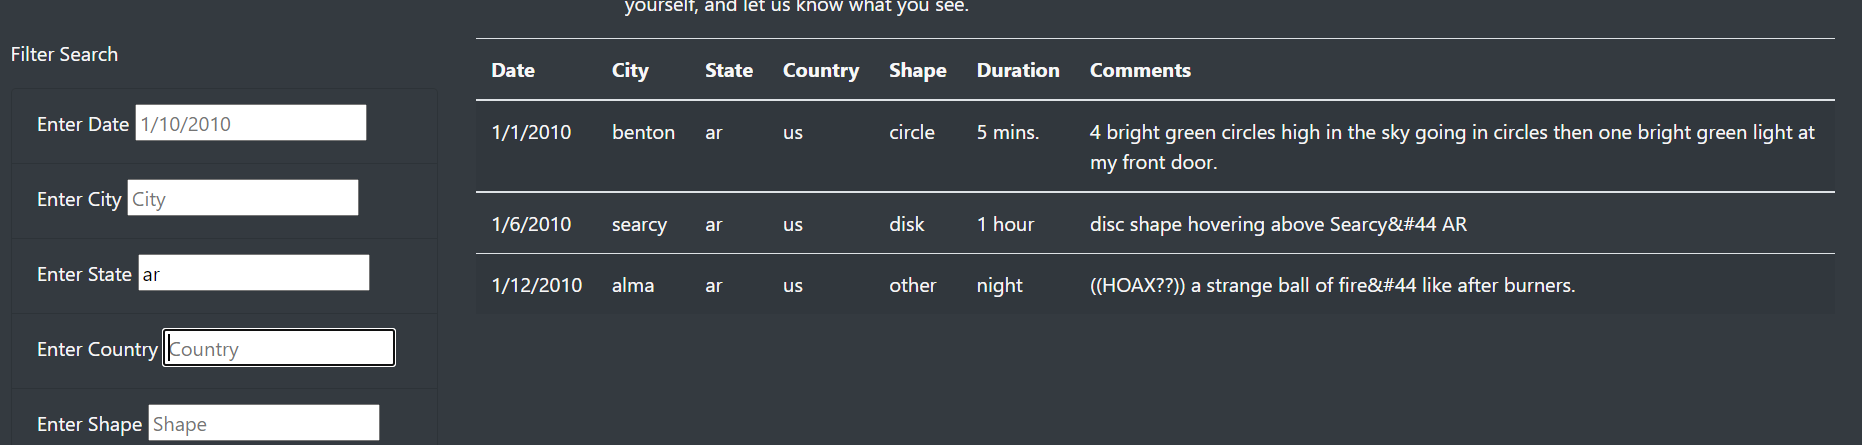 yourself, and let us know what you see.
Filter Search
Enter Date 1/10/2010
Enter City City
Enter State ar
Enter Country Country
Enter Shape Shape
Date City State Country Shape Duration Comments
1/1/2010 benton ar us circle 5 mins. 4 bright green circles high in the sky going in circles then one bright green light at
my front door.
1/6/2010 searcy ar us disk 1 hour disc shape hovering above Searcy&#44 AR
1/12/2010 alma ar us other night ((HOAX??)) a strange ball of fire&#44 like after burners.